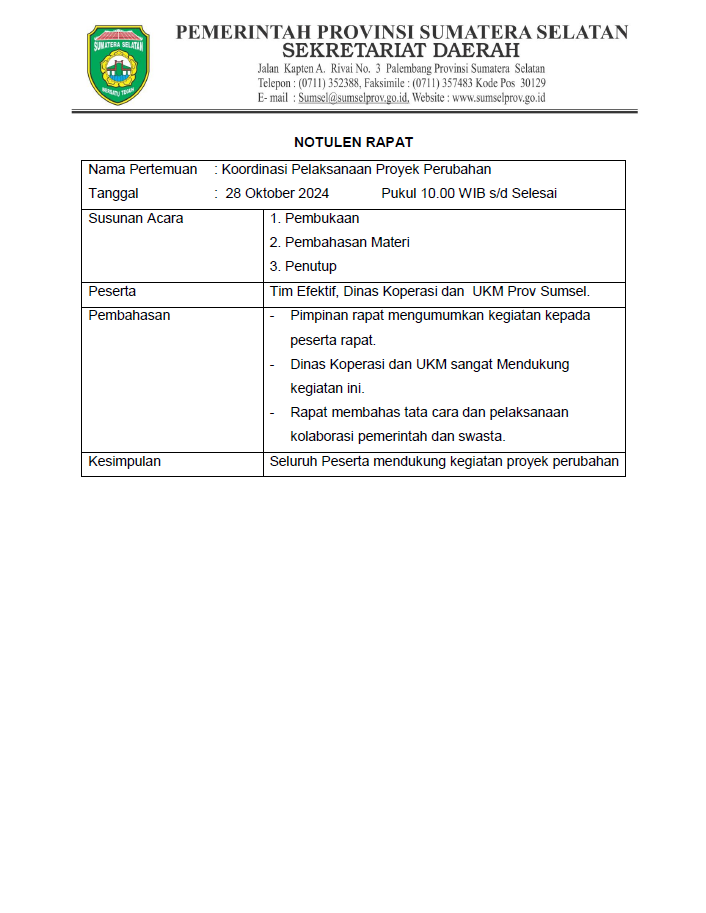 SUMATERA SELATAN
BERSATU TEGUH
PEMERINTAH PROVINSI SUMATERA SELATAN
SEKRETARIAT DAERAH
Jalan Kapten A. Rivai No. 3 Palembang Provinsi Sumatera Selatan
Telepon : (0711) 352388, Faksimile : (0711) 357483 Kode Pos 30129
E- mail : Sumsel@sumselprov.go.id, Website : www.sumselprov.go.id
NOTULEN RAPAT
Nama Pertemuan : Koordinasi Pelaksanaan Proyek Perubahan
Tanggal : 28 Oktober 2024 Pukul 10.00 WIB s/d Selesai
Susunan Acara 1. Pembukaan
2. Pembahasan Materi
3. Penutup
Peserta Tim Efektif, Dinas Koperasi dan UKM Prov Sumsel.
Pembahasan - Pimpinan rapat mengumumkan kegiatan kepada
peserta rapat.
- Dinas Koperasi dan UKM sangat Mendukung
kegiatan ini.
- Rapat membahas tata cara dan pelaksanaan
kolaborasi pemerintah dan swasta.
Kesimpulan Seluruh Peserta mendukung kegiatan proyek perubahan